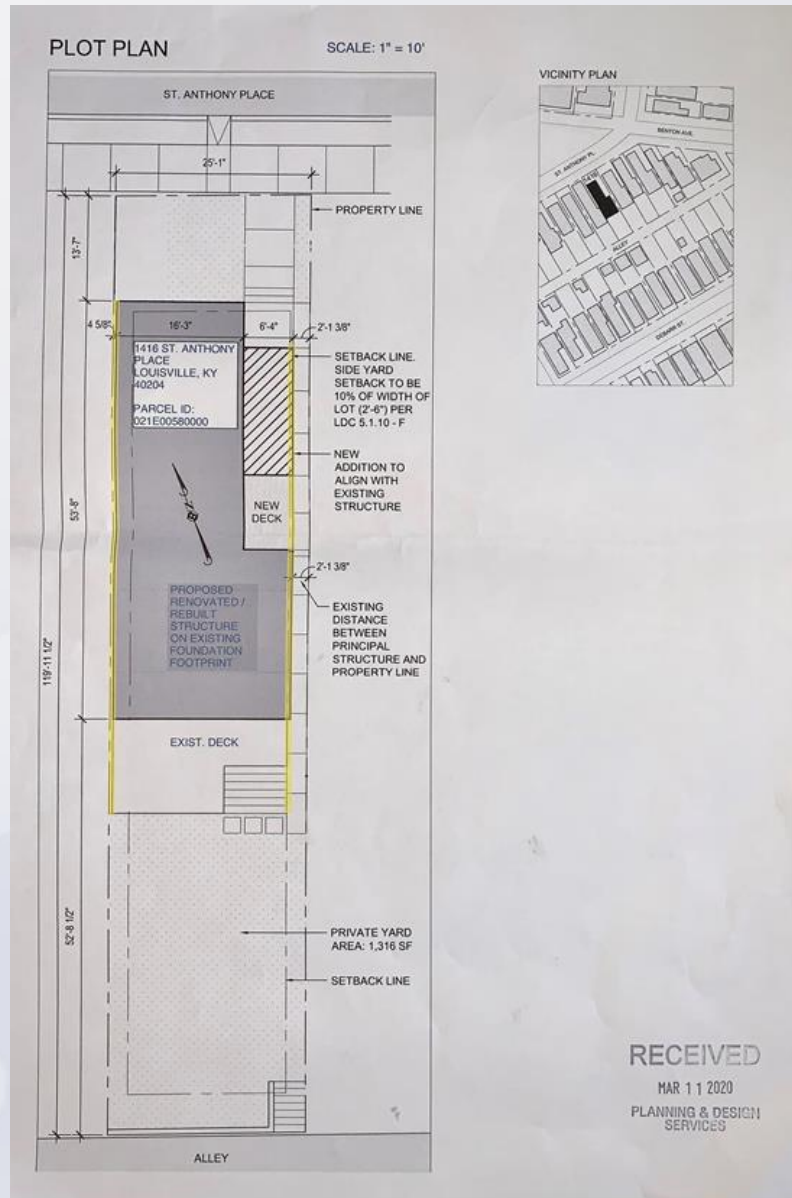 PLOT PLAN
SCALE: 1" = 10'
ST. ANTHONY PLACE
25'-1"
PROPERTY LINE
13'-7"
4 5/8"
16'-3"
6'-4"
2'-1 3/8"
1416 ST. ANTHONY
PLACE
LOUISVILLE, KY
40204
PARCEL ID:
021E00580000
SETBACK LINE.
SIDE YARD
SETBACK TO BE
10% OF WIDTH OF
LOT (2'-6") PER
LDC 5.1.10 - F
NEW
ADDITION TO
ALIGN WITH
EXISTING
STRUCTURE
NEW
DECK
53'-8"
2'-1 3/8"
PROPOSED
RENOVATED /
REBUILT
STRUCTURE
ON EXISTING
FOUNDATION
FOOTPRINT
EXISTING
DISTANCE
BETWEEN
PRINCIPAL
STRUCTURE AND
PROPERTY LINE
119'-11 1/2"
EXIST. DECK
52'-8 1/2"
PRIVATE YARD
AREA: 1,316 SF
SETBACK LINE
ALLEY
VICINITY PLAN
BENYON AVE.
ST. ANTHONY PL.
1416
ALLEY
DEBARR ST.
RECEIVED
MAR 11 2020
PLANNING & DESIGN
SERVICES